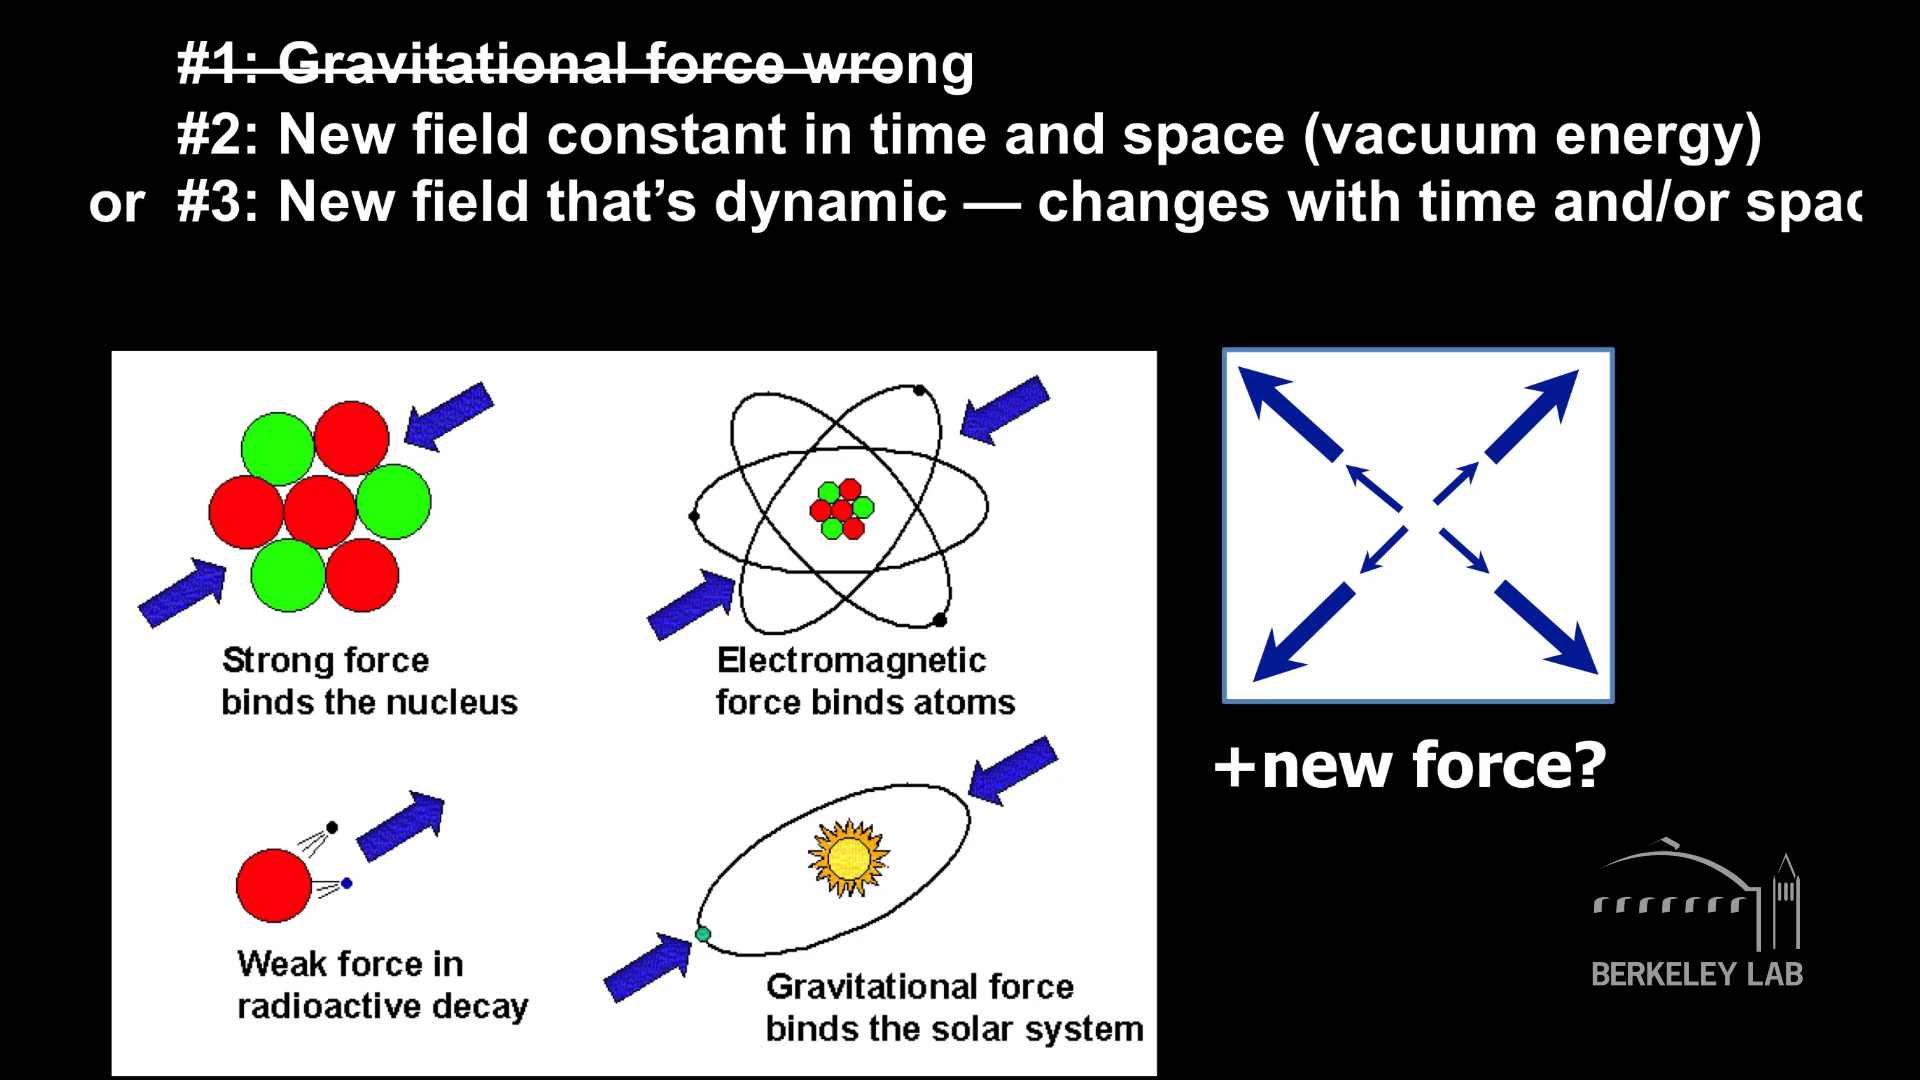 #1: Gravitational force wrong
#2: New field constant in time and space (vacuum energy)
or #3: New field that’s dynamic — changes with time and/or spac
Strong force
binds the nucleus
Electromagnetic
force binds atoms
+new force?
Weak force in
radioactive decay
Gravitational force
binds the solar system
BERKELEY LAB